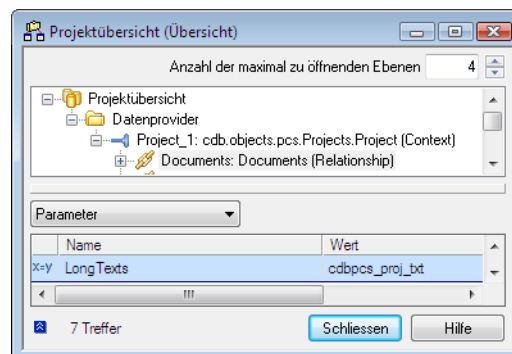 Projektübersicht (Übersicht)
Anzahl der maximal zu öffnenden Ebenen 4
Projektübersicht
Datenprovider
Project_1: cdb.objects.pcs.Projects.Project (Context)
Documents: Documents (Relationship)
Parameter
Name Wert
x=y LongTexts cdbpcs_proj_txt
7 Treffer Schliessen Hilfe